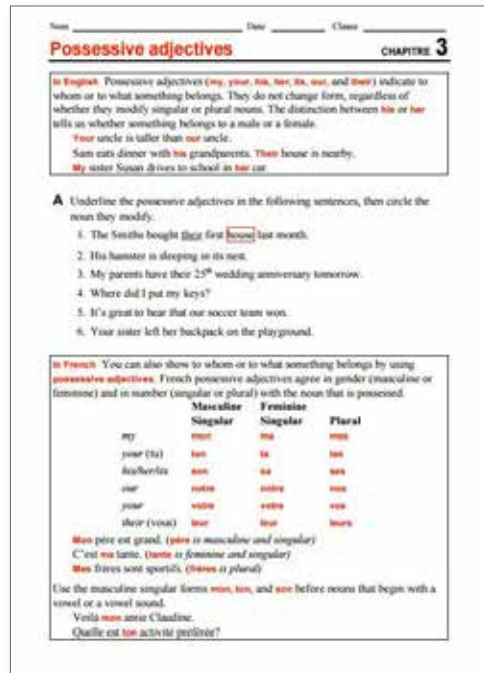 Nom Date Classe
Possessive adjectives CHAPITRE 3
In English Possessive adjectives (my, your, his, her, its, our, and their) indicate to
whom or to what something belongs. They do not change form, regardless of
whether they modify singular or plural nouns. The distinction between his or her
tells us whether something belongs to a male or a female.
Your uncle is taller than our uncle.
Sam eats dinner with his grandparents. Their house is nearby.
My sister Susan drives to school in her car.
A Underline the possessive adjectives in the following sentences, then circle the
noun they modify.
1. The Smiths bought their first house last month.
2. His hamster is sleeping in its nest.
3. My parents have their 25th wedding anniversary tomorrow.
4. Where did I put my keys?
5. It's great to hear that our soccer team won.
6. Your sister left her backpack on the playground.
In French You can also show to whom or to what something belongs by using
possessive adjectives. French possessive adjectives agree in gender (masculine or
feminine) and in number (singular or plural) with the noun that is possessed.
Masculine Feminine
Singular Singular Plural
my mon ma mes
your (tu) ton ta tes
his/her/its son sa ses
our notre notre nos
your votre votre vos
their (vous) leur leur leurs
Mon père est grand. (père is masculine and singular)
C'est ma tante. (tante is feminine and singular)
Mes frères sont sportifs. (frères is plural)
Use the masculine singular forms mon, ton, and son before nouns that begin with a
vowel or a vowel sound.
Voilà mon amie Claudine.
Quelle est ton activité préférée?